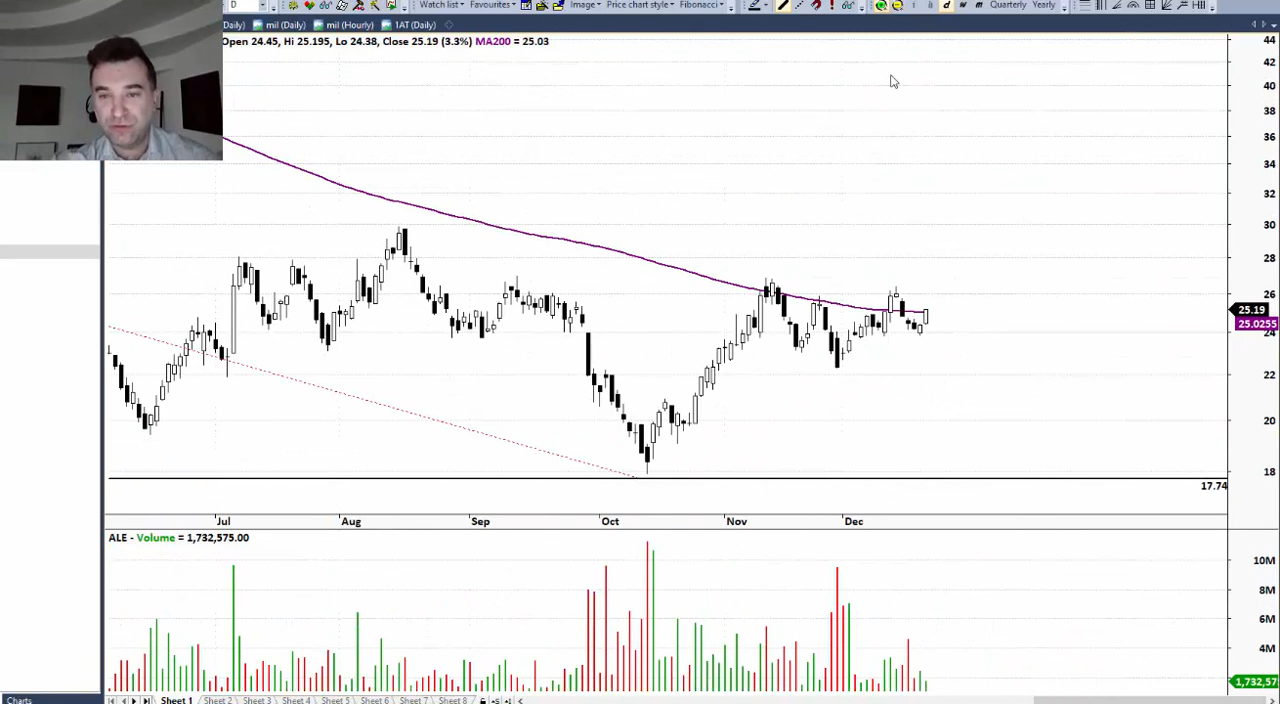 Watch list Favourites Image Price chart style Fibonacci Quarterly Yearly
Daily) mil (Daily) mil (Hourly) 1AT (Daily)
Open 24.45, Hi 25.195, Lo 24.38, Close 25.19 (3.3%) MA200 = 25.03
44
42
40
38
36
34
32
30
28
26
25.19
25.0255
24
22
20
18
17.74
Jul Aug Sep Oct Nov Dec
ALE - Volume = 1,732,575.00
10M
8M
6M
4M
1,732,57
Charts Sheet 1 Sheet 2 Sheet 3 Sheet 4 Sheet 5 Sheet 6 Sheet 7 Sheet 8